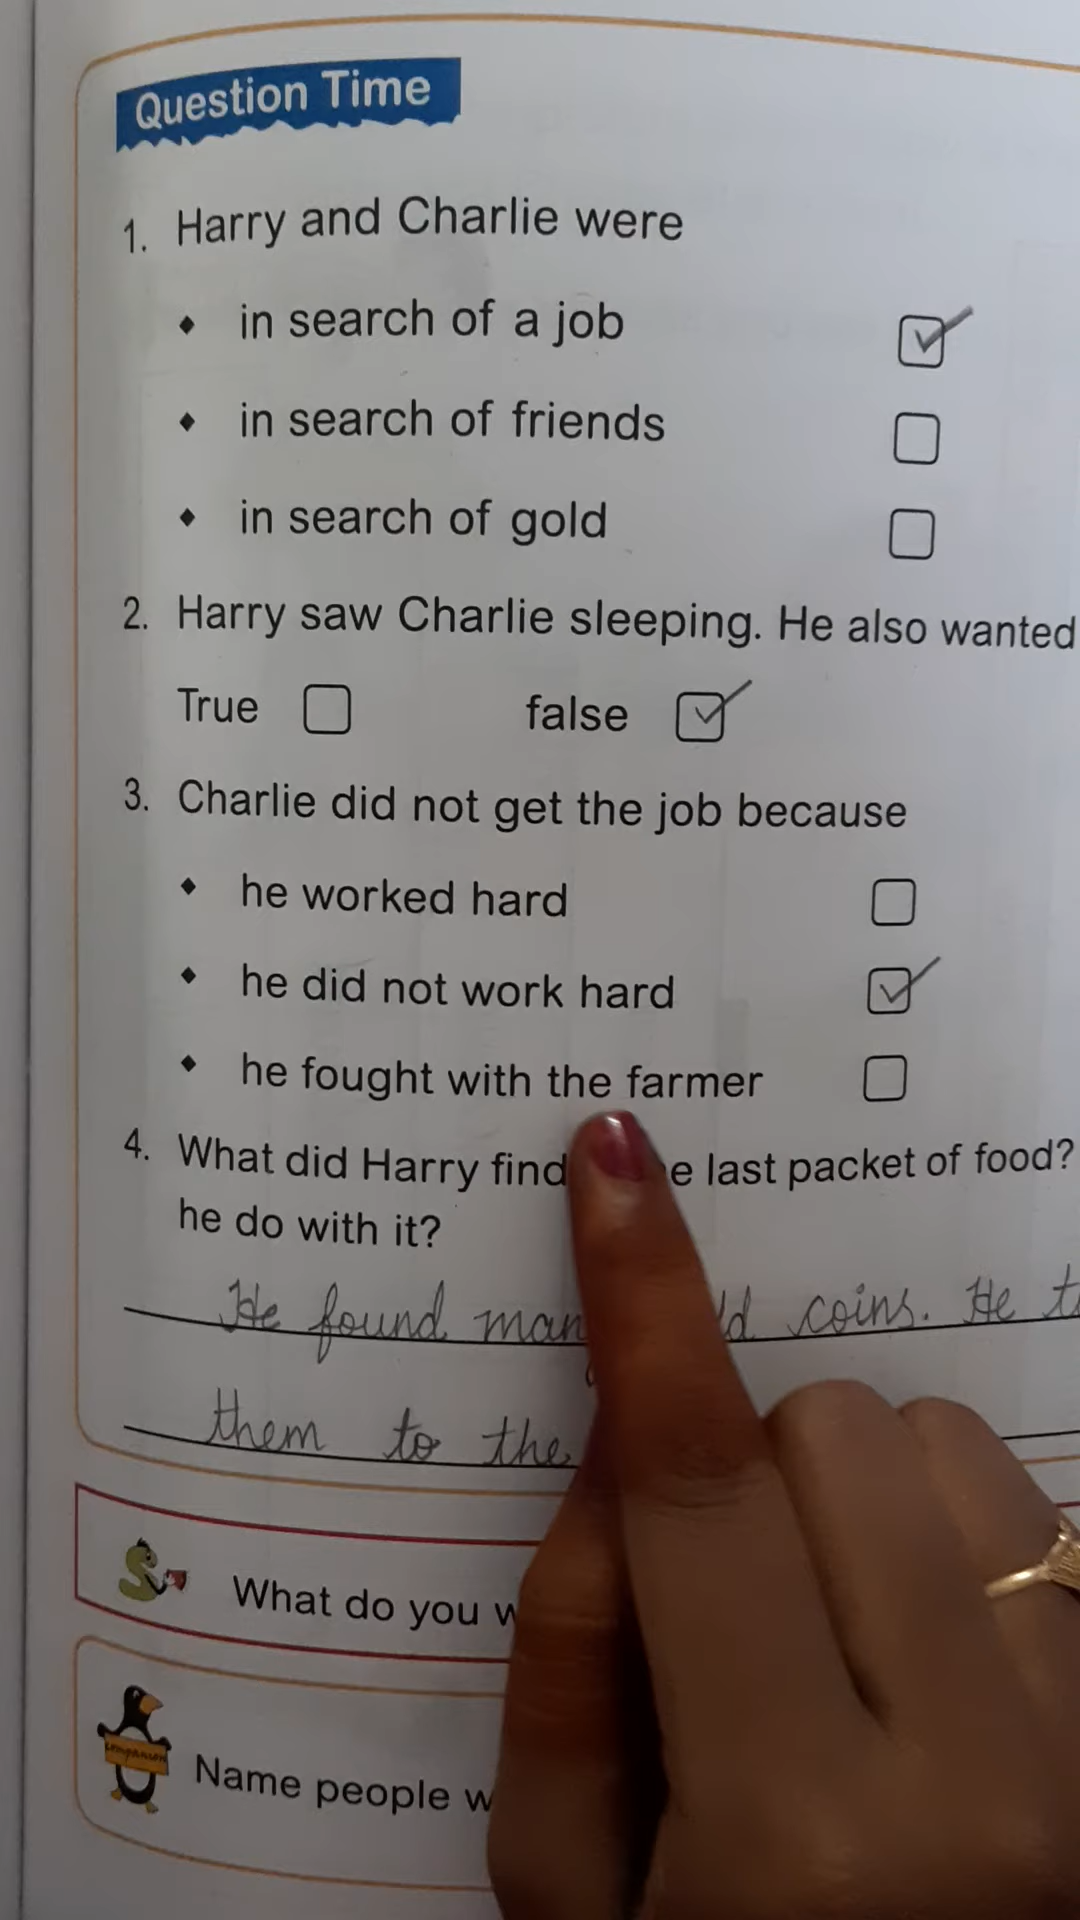 Question Time
1. Harry and Charlie were
♦ in search of a job
♦ in search of friends
♦ in search of gold
2. Harry saw Charlie sleeping. He also wanted
True false
3. Charlie did not get the job because
♦ he worked hard
♦ he did not work hard
♦ he fought with the farmer
4. What did Harry find last packet of food?
he do with it?
He found coins. He
them to the
What do you
Name people